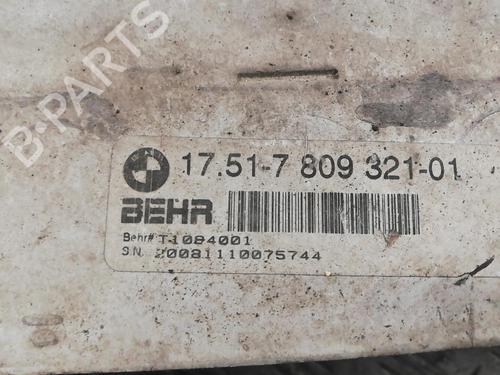 B-PARTS
17.51-7 809 321-01
BEHR
Behr# T1084001
S.N. 20081110075744